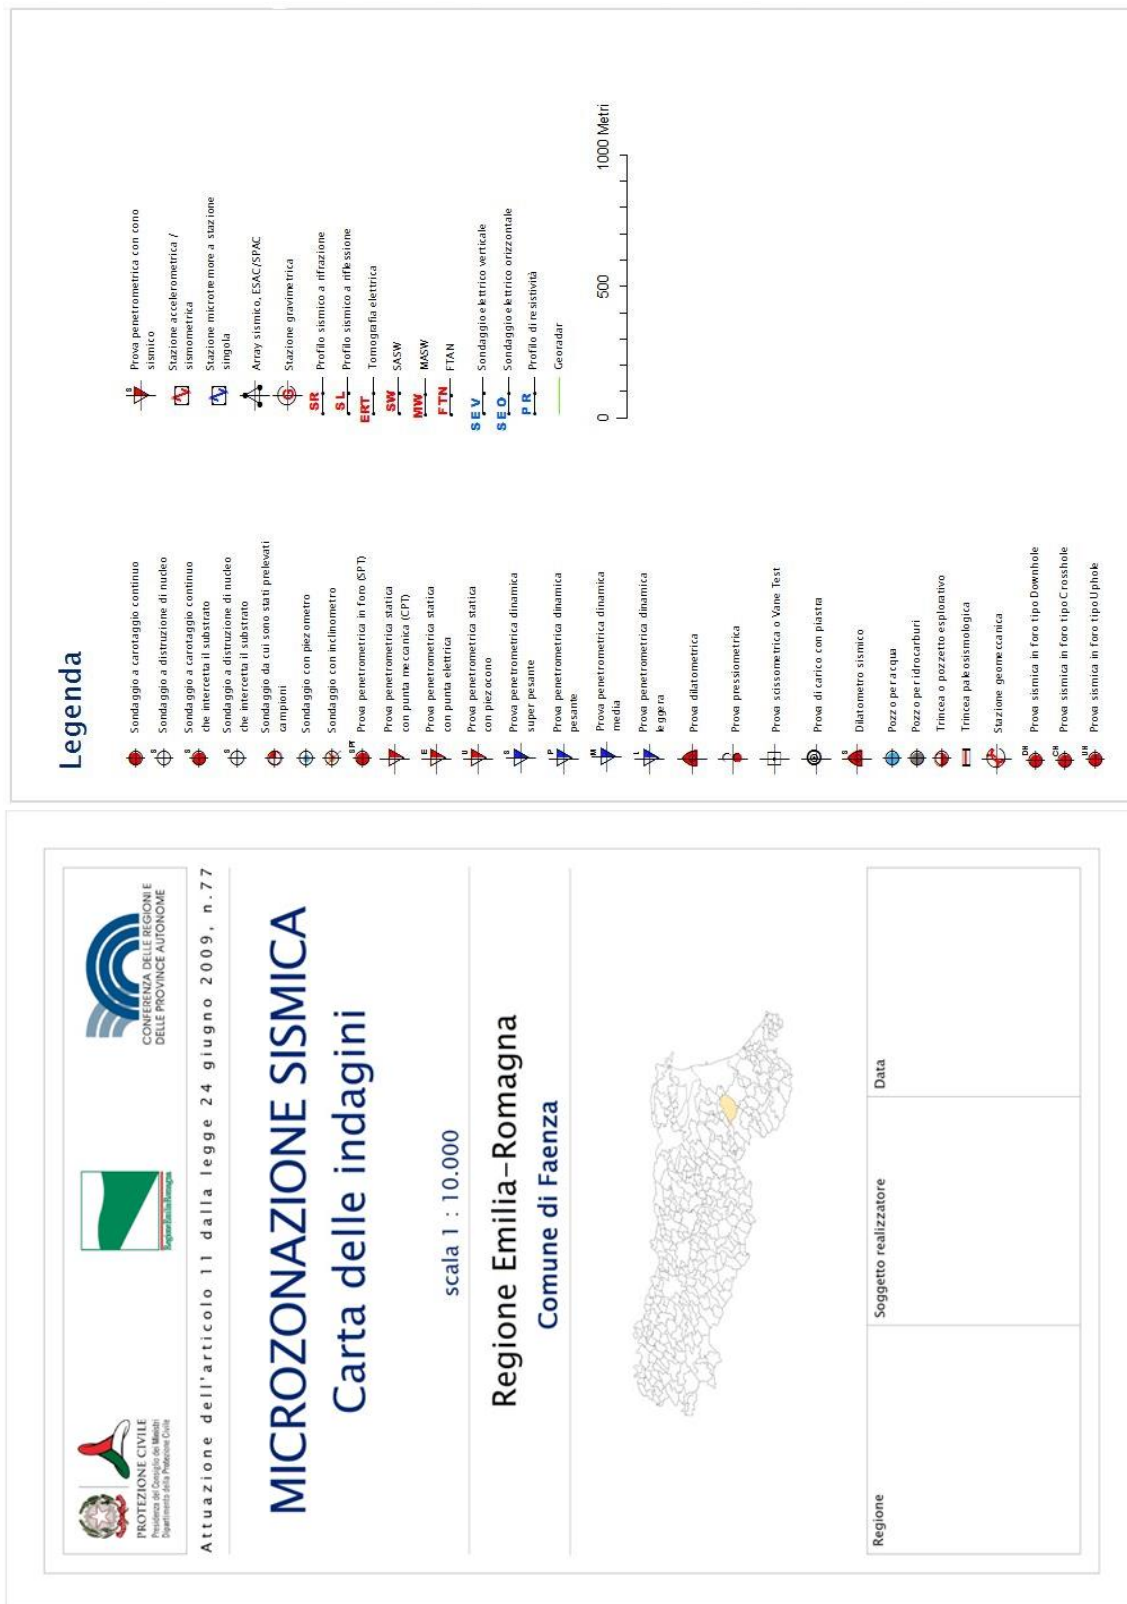 PROTEZIONE CIVILE
Presidenza del Consiglio dei Ministri
Dipartimento della Protezione Civile
Regione Emilia-Romagna
CONFERENZA DELLE REGIONI E
DELLE PROVINCE AUTONOME
Attuazione dell'articolo 11 dalla legge 24 giugno 2009, n.77
MICROZONAZIONE SISMICA
Carta delle indagini
scala 1 : 10.000
Regione Emilia-Romagna
Comune di Faenza
Regione
Soggetto realizzatore
Data
Legenda
Sondaggio a carotaggio continuo
S
Sondaggio a distruzione di nucleo
S
Sondaggio a carotaggio continuo
che intercetta il substrato
S
Sondaggio a distruzione di nucleo
che intercetta il substrato
Sondaggio da cui sono stati prelevati
campioni
Sondaggio con piezometro
Sondaggio con inclinometro
SPT
Prova penetrometrica in foro (SPT)
Prova penetrometrica statica
con punta meccanica (CPT)
E
Prova penetrometrica statica
con punta elettrica
U
Prova penetrometrica statica
con piezocono
S
Prova penetrometrica dinamica
super pesante
P
Prova penetrometrica dinamica
pesante
M
Prova penetrometrica dinamica
media
L
Prova penetrometrica dinamica
leggera
Prova dilatometrica
Prova pressiometrica
Prova scissometrica o Vane Test
Prova di carico con piastra
S
Dilatometro sismico
Pozzo per acqua
Pozzo per idrocarburi
Trincea o pozzetto esplorativo
Trincea paleosismologica
Stazione geomeccanica
DH
Prova sismica in foro tipo Downhole
CH
Prova sismica in foro tipo Crosshole
UH
Prova sismica in foro tipo Uphole
S
Prova penetrometrica con cono
sismico
Stazione accelerometrica /
sismometrica
Stazione microtremore a stazione
singola
Array sismico, ESAC/SPAC
G
Stazione gravimetrica
SR Profilo sismico a rifrazione
SL Profilo sismico a riflessione
ERT Tomografia elettrica
SW SASW
MW MASW
FTN FTAN
SEV Sondaggio elettrico verticale
SEO Sondaggio elettrico orizzontale
PR Profilo di resistività
Georadar
0 500 1000 Metri